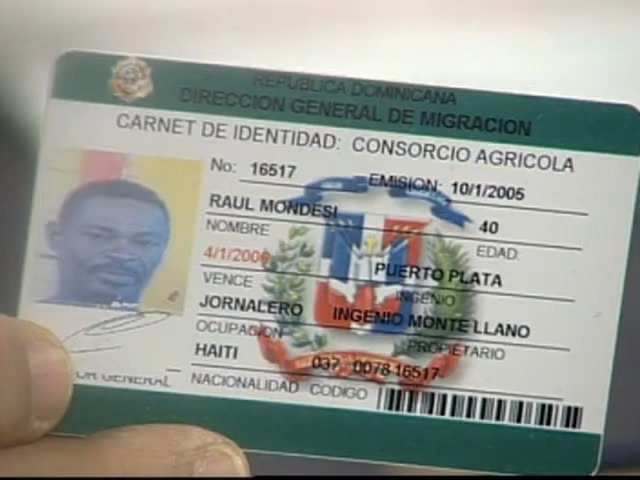 REPUBLICA DOMINICANA
DIRECCION GENERAL DE MIGRACION
CARNET DE IDENTIDAD: CONSORCIO AGRICOLA
No: 16517 EMISION: 10/1/2005
RAUL MONDESI 40
NOMBRE EDAD:
4/1/2006 PUERTO PLATA
VENCE INGENIO
JORNALERO INGENIO MONTE LLANO
OCUPACION PROPIETARIO
HAITI 037 0078 16517
GENERAL NACIONALIDAD CODIGO